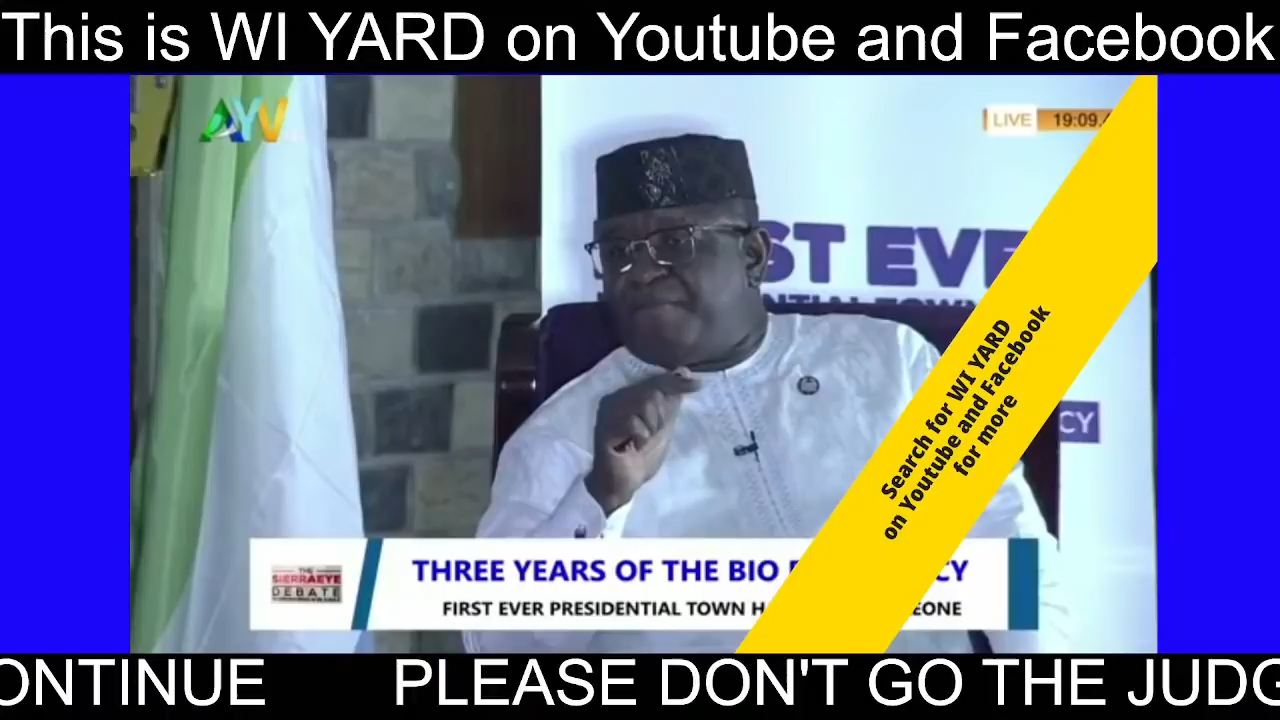 This is WI YARD on Youtube and Facebook
AYV
LIVE 19:09
ST EVE
CY
Search for WI YARD
on Youtube and Facebook
for more
THE
SIERRAEYE
DEBATE
THREE YEARS OF THE BIO CY
FIRST EVER PRESIDENTIAL TOWN H EONE
ONTINUE PLEASE DON'T GO THE JUDG